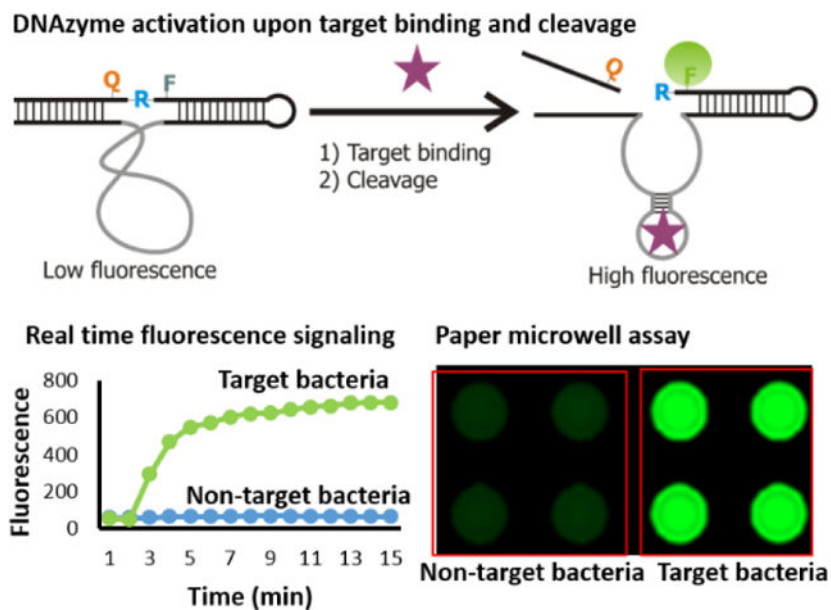 DNAzyme activation upon target binding and cleavage
Q
R
F
1) Target binding
2) Cleavage
Low fluorescence
Q
R
F
High fluorescence
Real time fluorescence signaling
Fluorescence
800
600
400
200
0
Target bacteria
Non-target bacteria
1 3 5 7 9 11 13 15
Time (min)
Paper microwell assay
Non-target bacteria Target bacteria